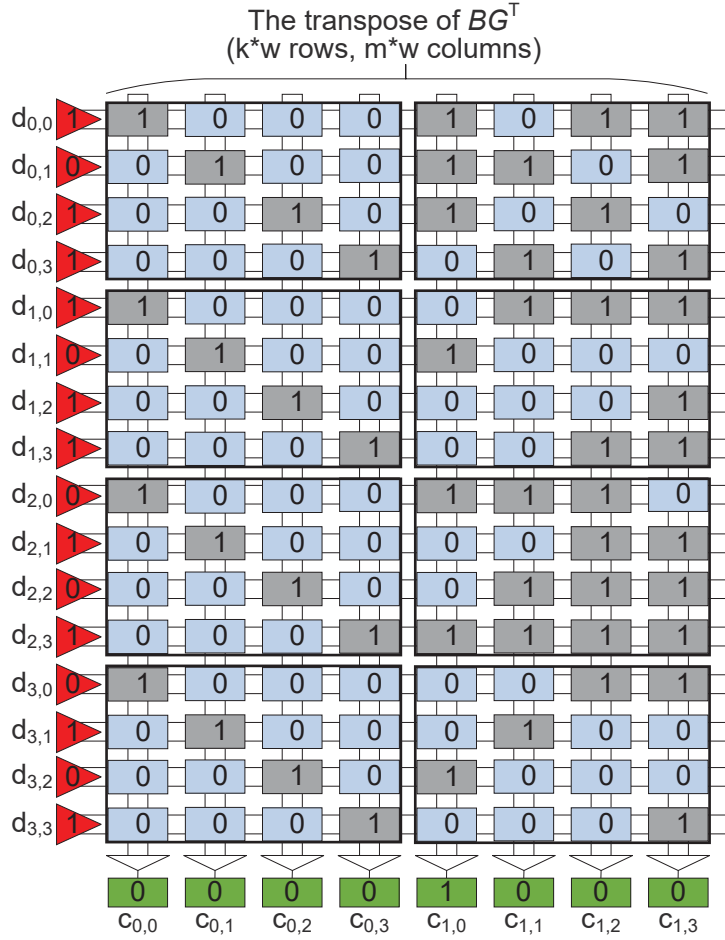 The transpose of BGᵀ
(k*w rows, m*w columns)
d0,0 1 1 0 0 0 1 0 1 1
d0,1 0 0 1 0 0 1 1 0 1
d0,2 1 0 0 1 0 1 0 1 0
d0,3 1 0 0 0 1 0 1 0 1
d1,0 1 1 0 0 0 0 1 1 1
d1,1 0 0 1 0 0 1 0 0 0
d1,2 1 0 0 1 0 0 0 0 1
d1,3 1 0 0 0 1 0 0 1 1
d2,0 0 1 0 0 0 1 1 1 0
d2,1 1 0 1 0 0 0 0 1 1
d2,2 0 0 0 1 0 0 1 1 1
d2,3 1 0 0 0 1 1 1 1 1
d3,0 0 1 0 0 0 0 0 1 1
d3,1 1 0 1 0 0 0 1 0 0
d3,2 0 0 0 1 0 1 0 0 0
d3,3 1 0 0 0 1 0 0 0 1
0 0 0 0 1 0 0 0
c0,0 c0,1 c0,2 c0,3 c1,0 c1,1 c1,2 c1,3